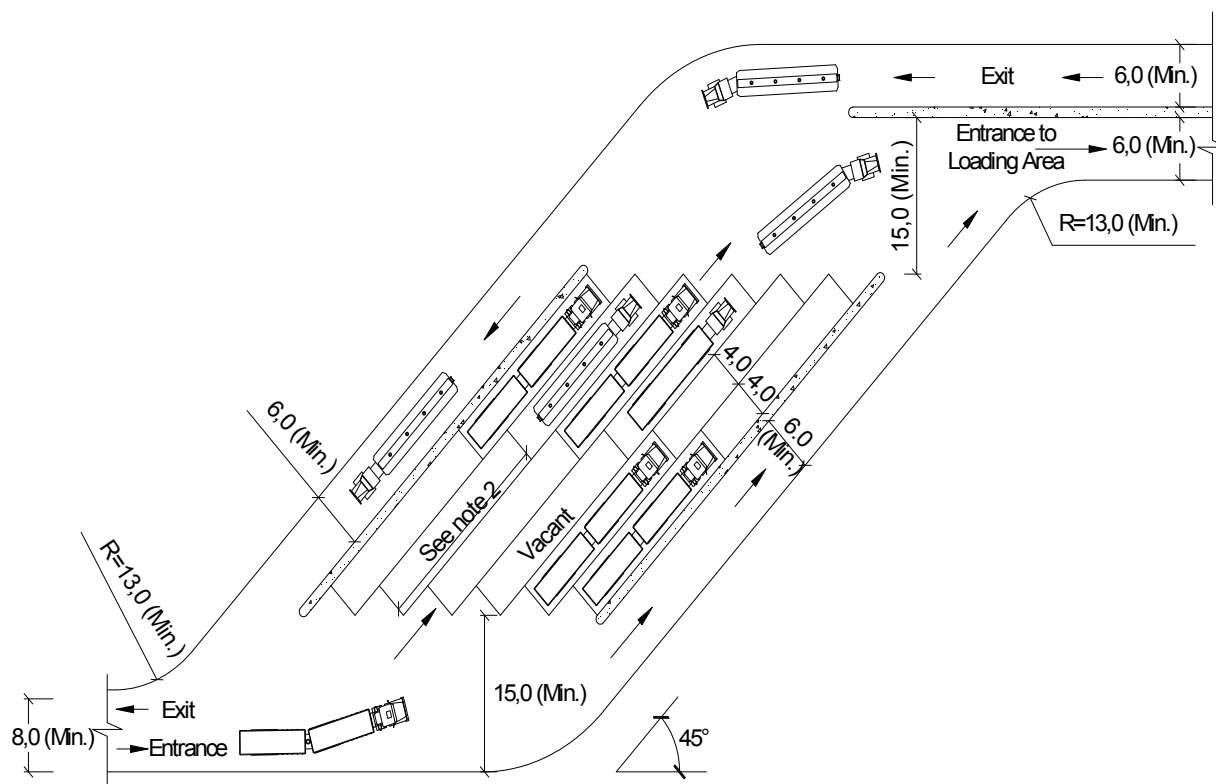 Exit
6,0 (Min.)
Entrance to
Loading Area
6,0 (Min.)
15,0 (Min.)
R=13,0 (Min.)
4,0
4,0
6.0
(Min.)
6,0 (Min.)
See note 2
Vacant
R=13,0 (Min.)
15,0 (Min.)
Exit
8,0 (Min.)
Entrance
45°